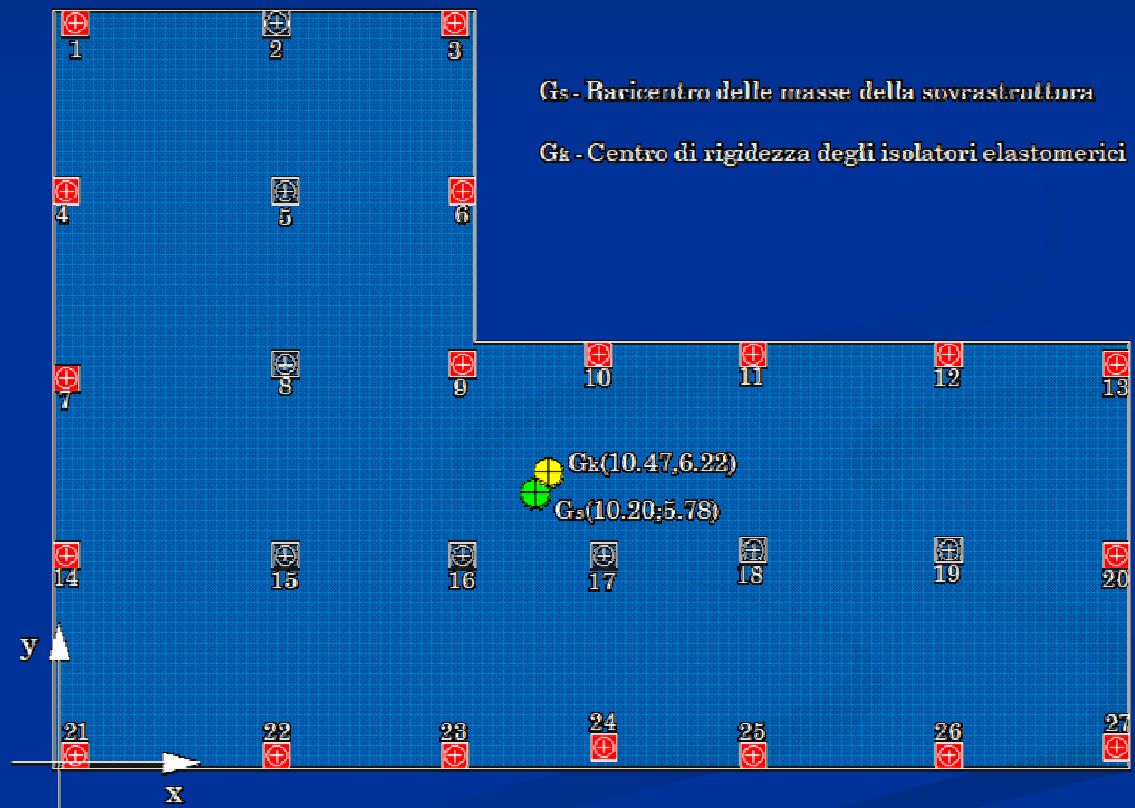 1 2 3
Gs - Baricentro delle masse della sovrastruttura
Gk - Centro di rigidezza degli isolatori elastomerici
4 5 6
7 8 9 10 11 12 13
Gk(10.47,6.22)
Gs(10.20;5.78)
14 15 16 17 18 19 20
y
21 22 23 24 25 26 27
x